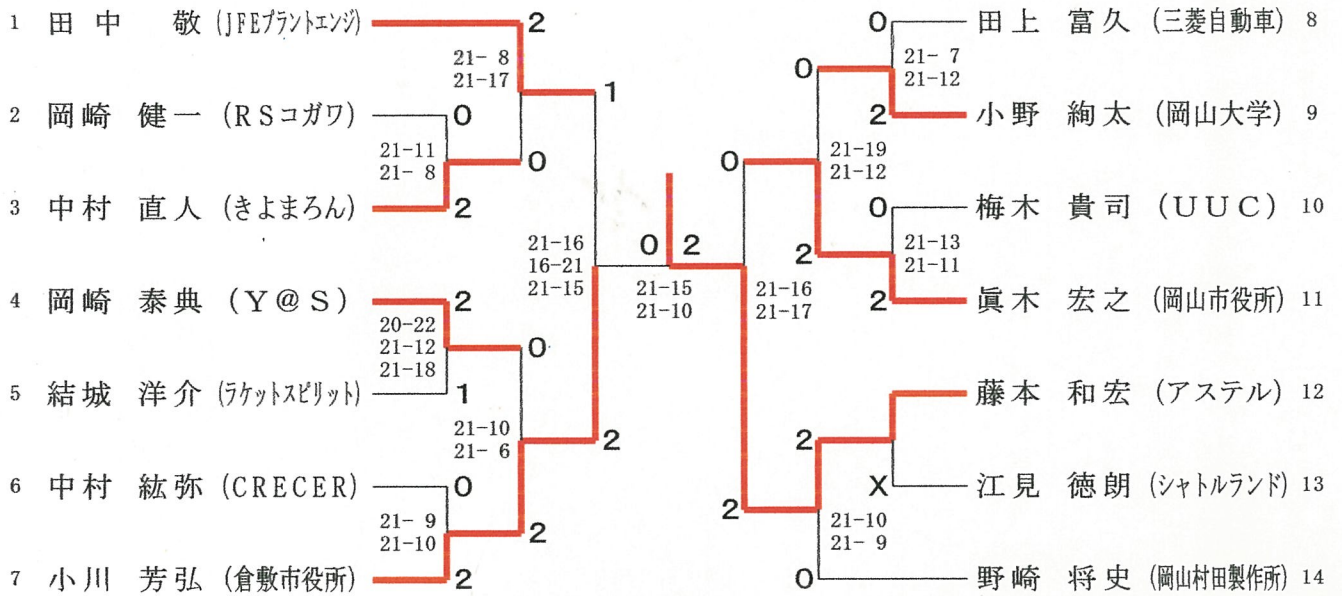 1 田中 敬 (JFEプラントエンジ) 2
21- 8
21-17
1
2 岡崎 健一 (RSコガワ) 0
21-11
21- 8
0
3 中村 直人 (きよまろん) 2
21-16
16-21
21-15
4 岡崎 泰典 (Y@S) 2
20-22
21-12
21-18
0
5 結城 洋介 (ラケットスピリット) 1
21-10
21- 6
2
6 中村 紘弥 (CRECER) 0
21- 9
21-10
2
7 小川 芳弘 (倉敷市役所) 2
0 2
21-15
21-10
0 田上 富久 (三菱自動車) 8
21- 7
21-12
0
2 小野 絢太 (岡山大学) 9
21-19
21-12
0
0 梅木 貴司 (UUC) 10
21-13
21-11
2
2 眞木 宏之 (岡山市役所) 11
21-16
21-17
藤本 和宏 (アステル) 12
2
X 江見 徳朗 (シャトルランド) 13
2
21-10
21- 9
0 野崎 将史 (岡山村田製作所) 14